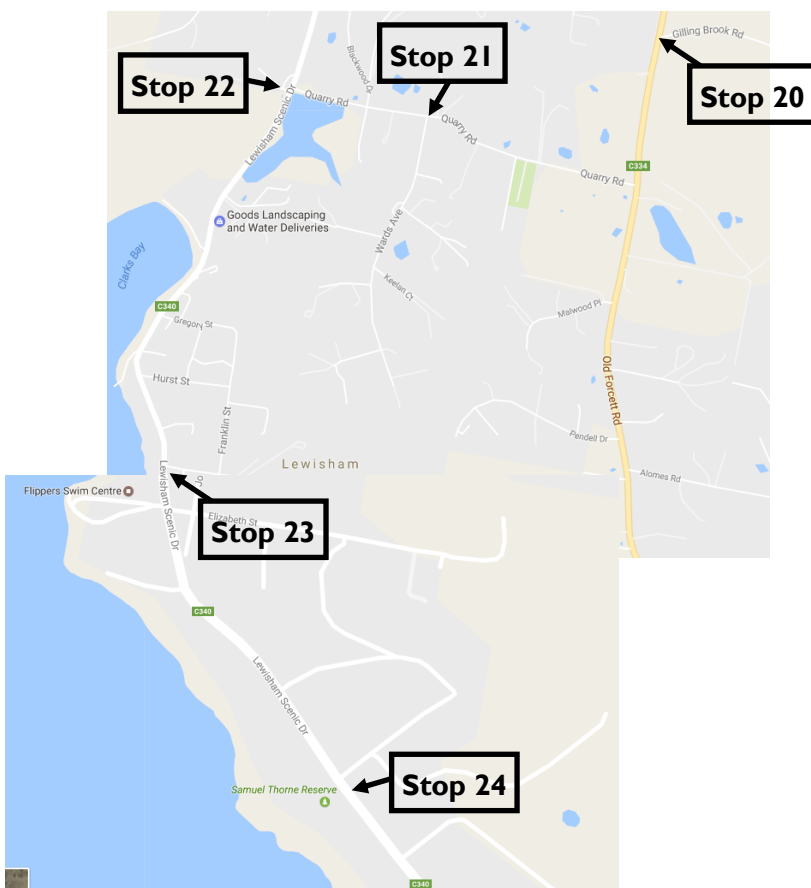 Gilling Brook Rd
Stop 21
Stop 22
Stop 20
Blackwood Ct
Quarry Rd
Lewisham Scenic Dr
Quarry Rd
C334
Quarry Rd
Goods Landscaping
and Water Deliveries
Wards Ave
Clarks Bay
Keelan Ct
C340
Malwood Pl
Gregory St
Old Forcett Rd
Hurst St
Franklin St
Pendell Dr
Lewisham
Alomes Rd
Flippers Swim Centre
Lewisham Scenic Dr
Jo
Elizabeth St
Stop 23
C340
Lewisham Scenic Dr
Stop 24
Samuel Thorne Reserve
C340